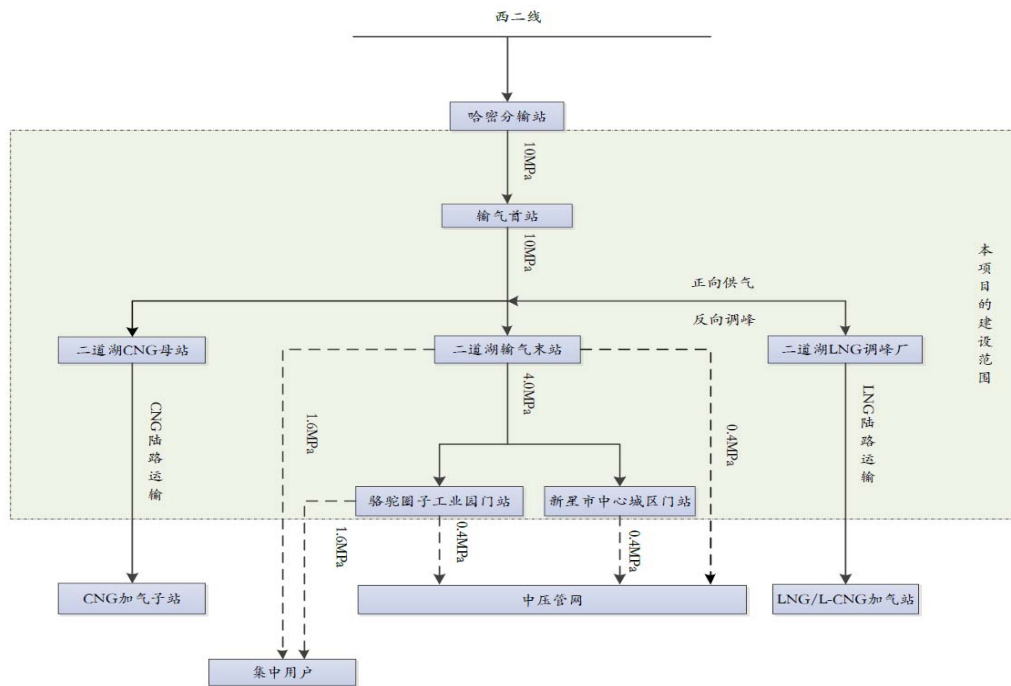 西二线
哈密分输站
10MPa
输气首站
10MPa
本项目的建设范围
正向供气
反向调峰
二道湖CNG母站
二道湖输气末站
二道湖LNG调峰厂
CNG陆路运输
1.6MPa
4.0MPa
0.4MPa
LNG陆路运输
骆驼圈子工业园门站
新星市中心城区门站
1.6MPa
0.4MPa
0.4MPa
CNG加气子站
中压管网
LNG/L-CNG加气站
集中用户